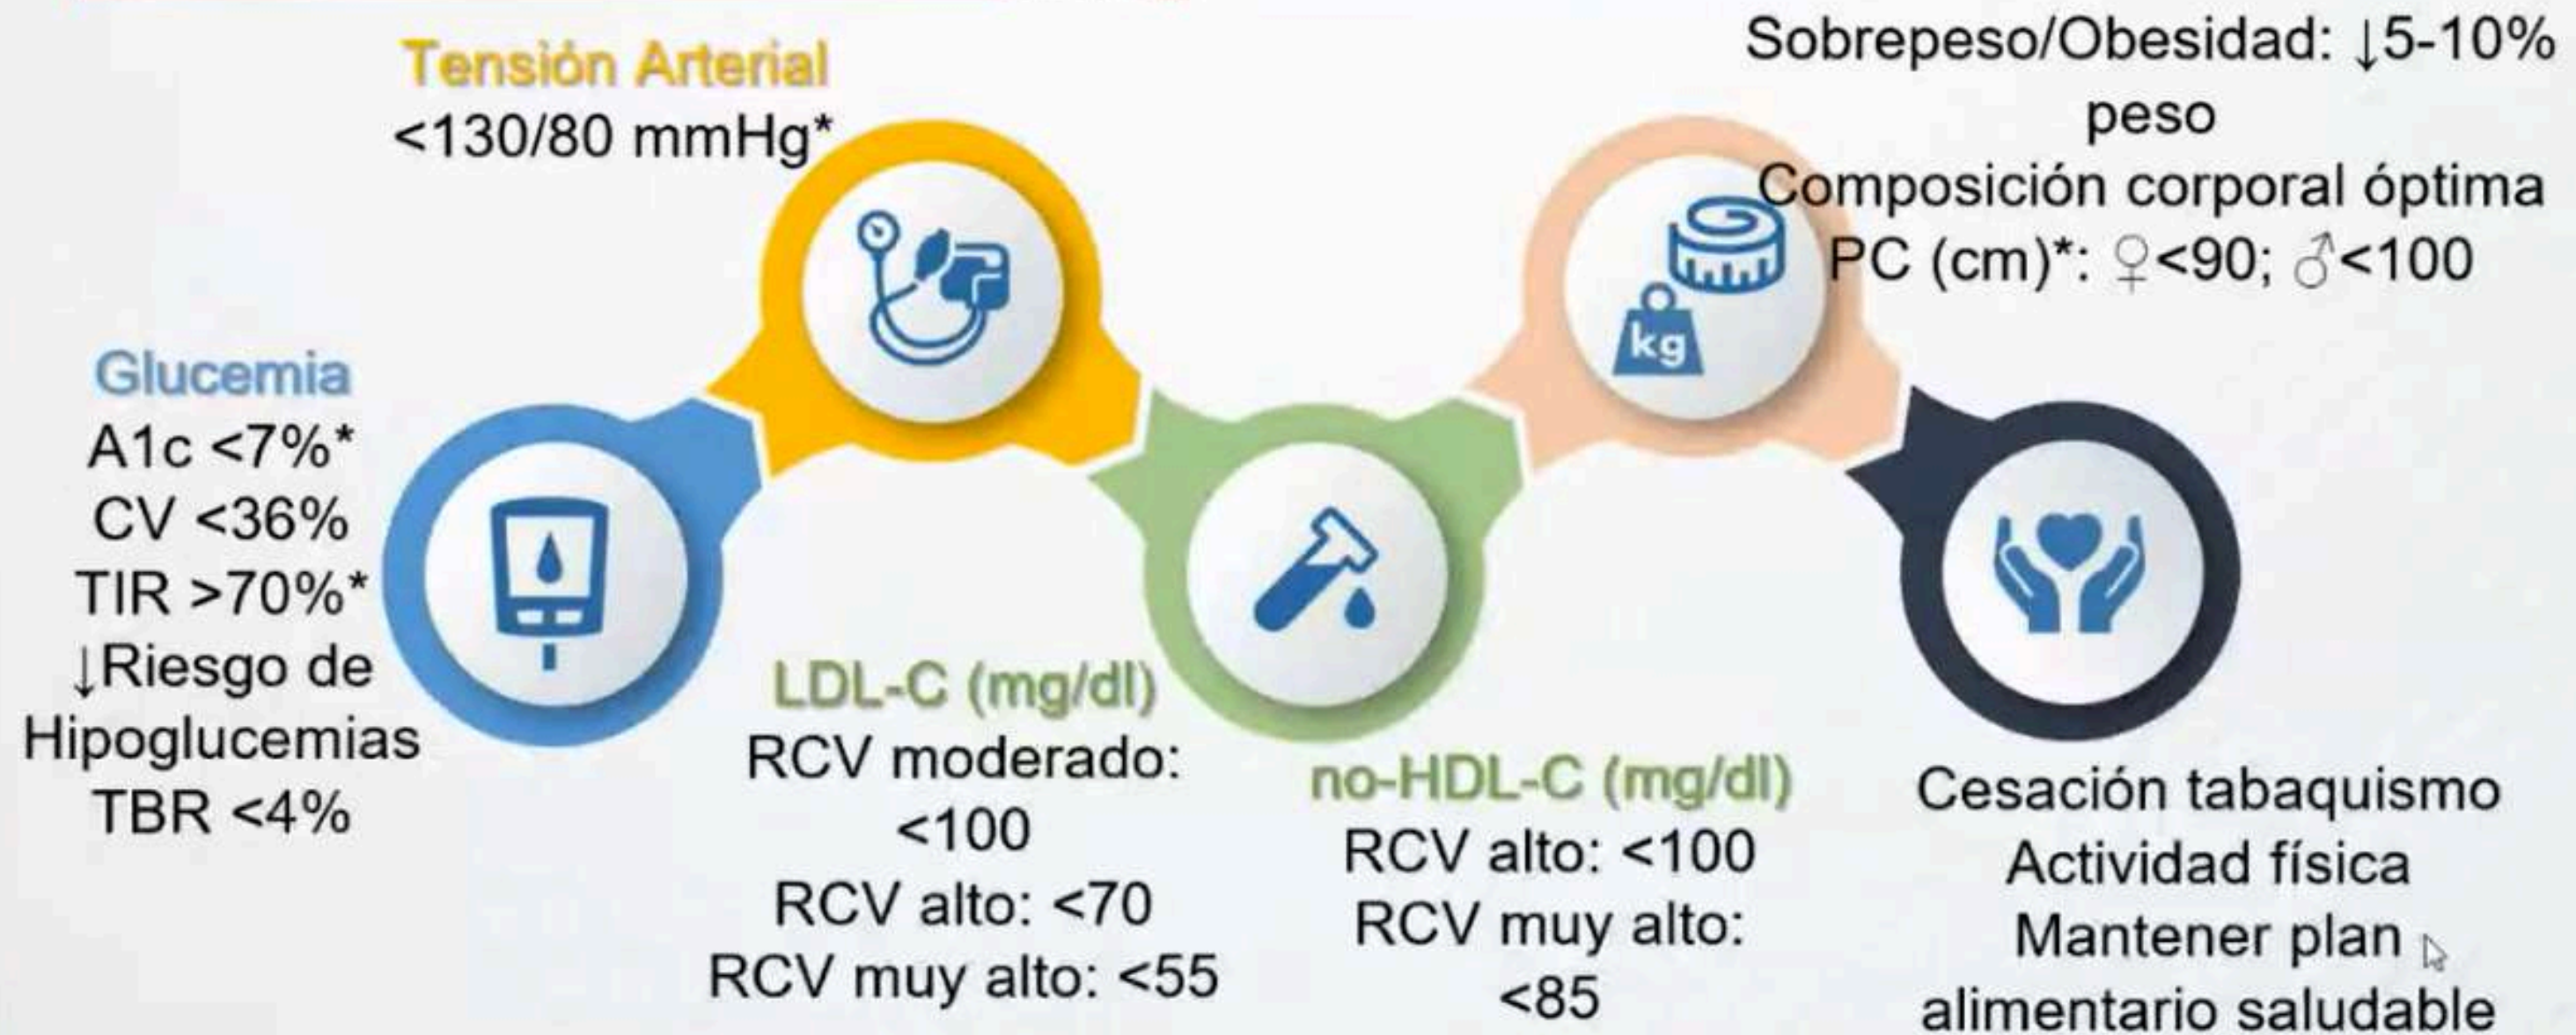 Tensión Arterial
<130/80 mmHg*
Sobrepeso/Obesidad: ↓5-10%
peso
Composición corporal óptima
PC (cm)*: ♀<90; ♂<100
kg
Glucemia
A1c <7%*
CV <36%
TIR >70%*
↓Riesgo de
Hipoglucemias
TBR <4%
LDL-C (mg/dl)
RCV moderado:
<100
RCV alto: <70
RCV muy alto: <55
no-HDL-C (mg/dl)
RCV alto: <100
RCV muy alto:
<85
Cesación tabaquismo
Actividad física
Mantener plan
alimentario saludable